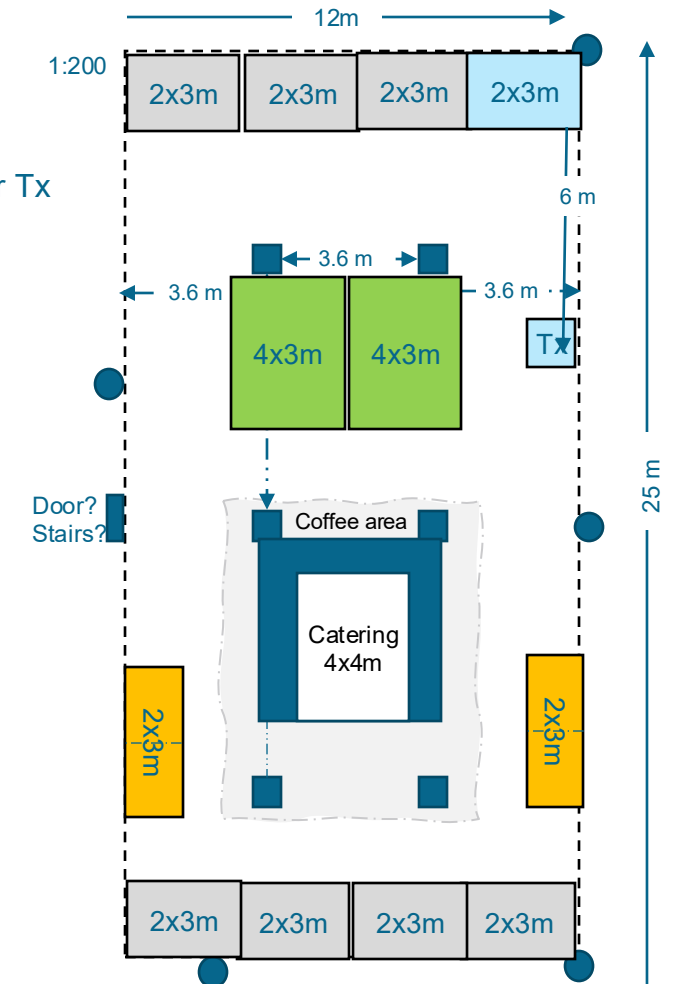 12m
1:200
2x3m
2x3m
2x3m
2x3m
r Tx
6 m
3.6 m
3.6 m
3.6 m
4x3m
4x3m
Tx
25 m
Door?
Stairs?
Coffee area
Catering
4x4m
2x3m
2x3m
2x3m
2x3m
2x3m
2x3m